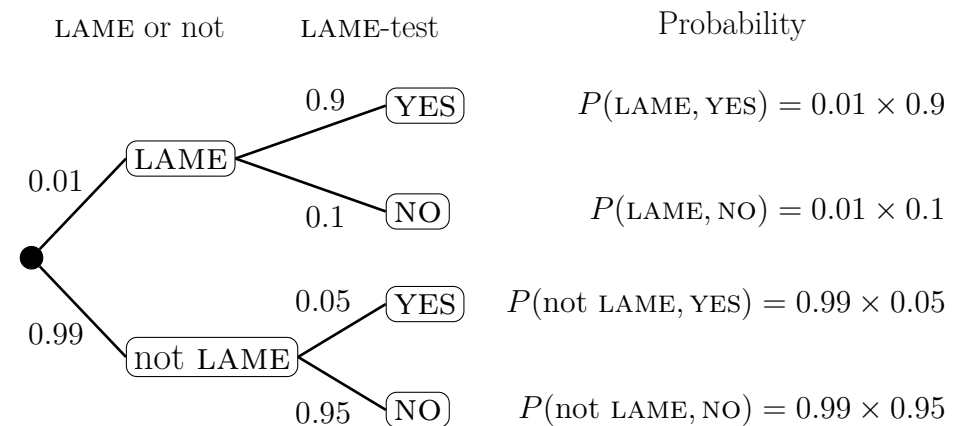 LAME or not LAME-test Probability
0.9 YES P(LAME, YES) = 0.01 × 0.9
LAME
0.01
0.1 NO P(LAME, NO) = 0.01 × 0.1
0.05 YES P(not LAME, YES) = 0.99 × 0.05
0.99
not LAME
0.95 NO P(not LAME, NO) = 0.99 × 0.95